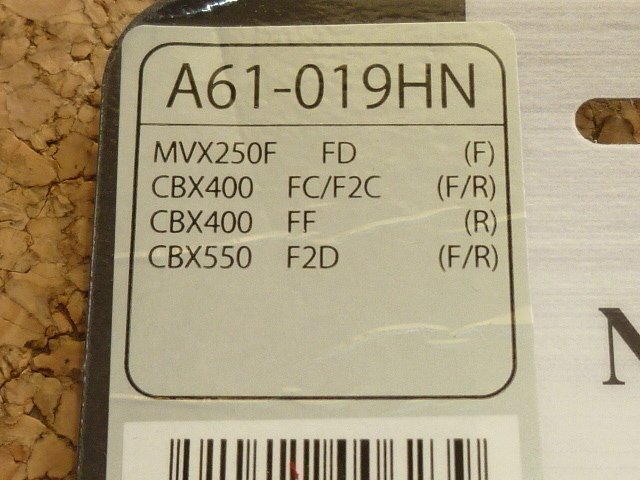 A61-019HN
MVX250F FD (F)
CBX400 FC/F2C (F/R)
CBX400 FF (R)
CBX550 F2D (F/R)
N